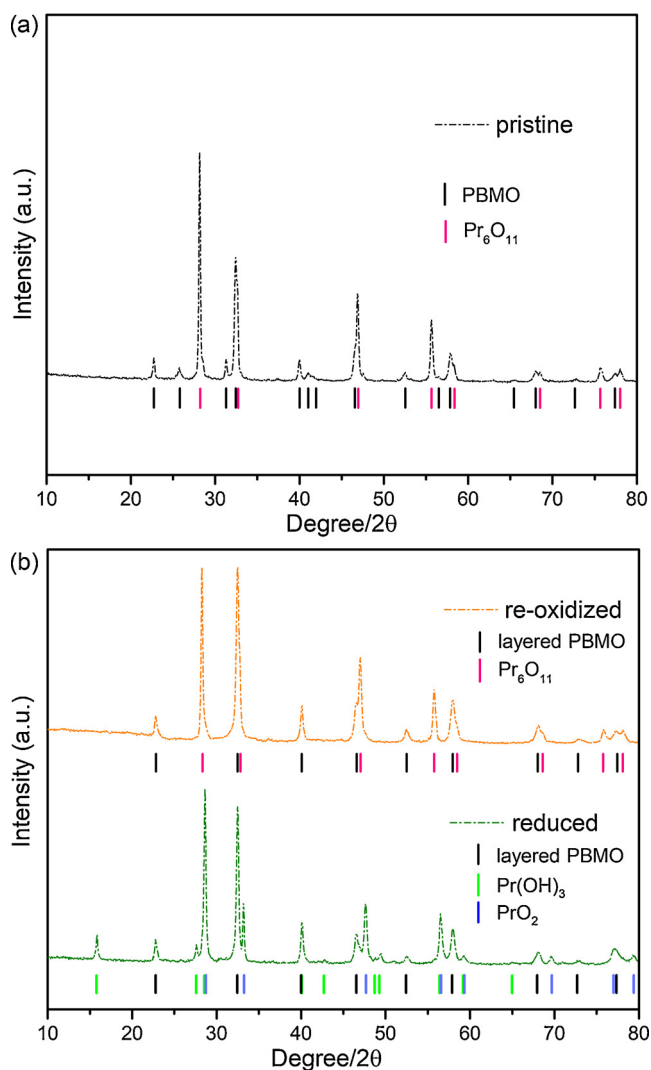 (a)
pristine
PBMO
Pr₆O₁₁
Intensity (a.u.)
10 20 30 40 50 60 70 80
Degree/2θ
(b)
re-oxidized
layered PBMO
Pr₆O₁₁
reduced
layered PBMO
Pr(OH)₃
PrO₂
Intensity (a.u.)
10 20 30 40 50 60 70 80
Degree/2θ